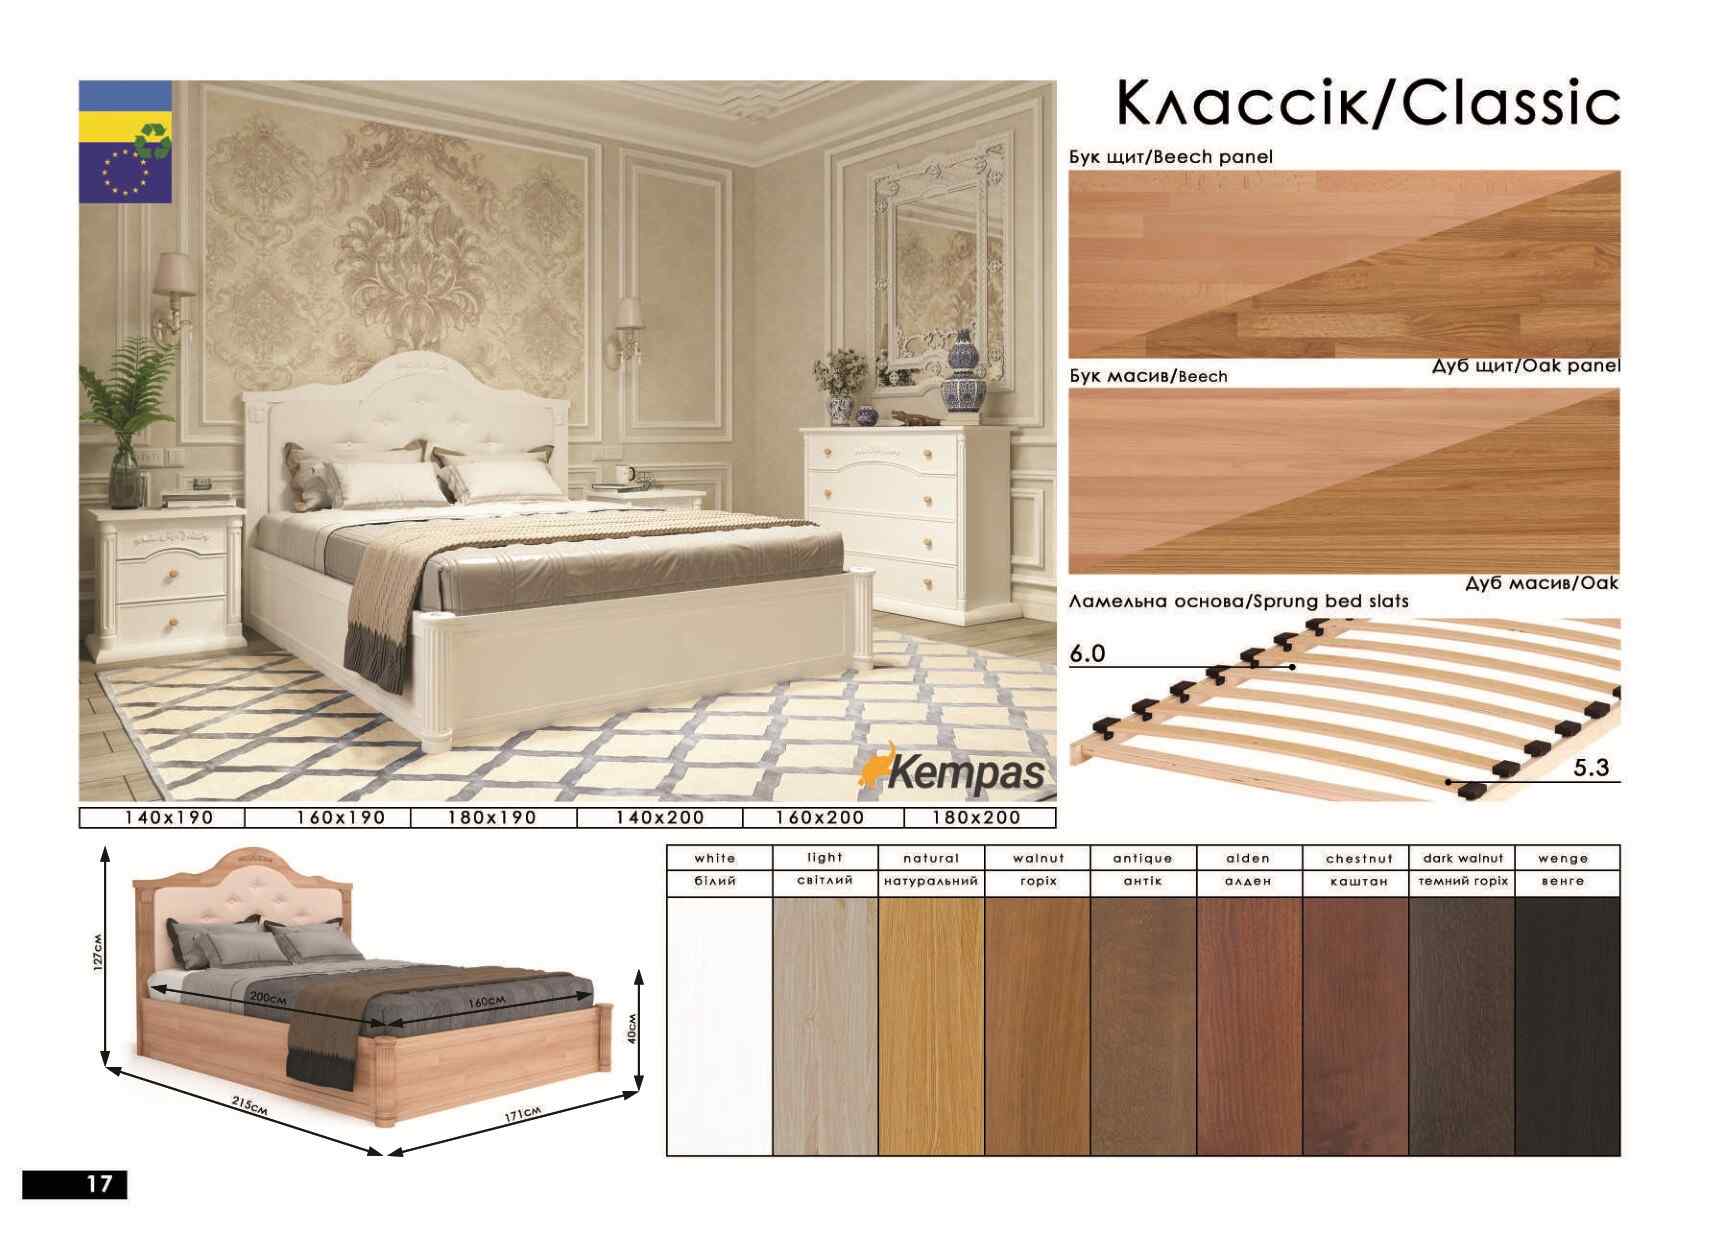 Классік/Classic
Бук щит/Beech panel
Дуб щит/Oak panel
Бук масив/Beech
Дуб масив/Oak
Ламельна основа/Sprung bed slats
6.0
5.3
Kempas
140x190 160x190 180x190 140x200 160x200 180x200
127см
200см
160см
40см
215см
171см
white light natural walnut antique alden chestnut dark walnut wenge
білий світлий натуральний горіх антік алден каштан темний горіх венге
17